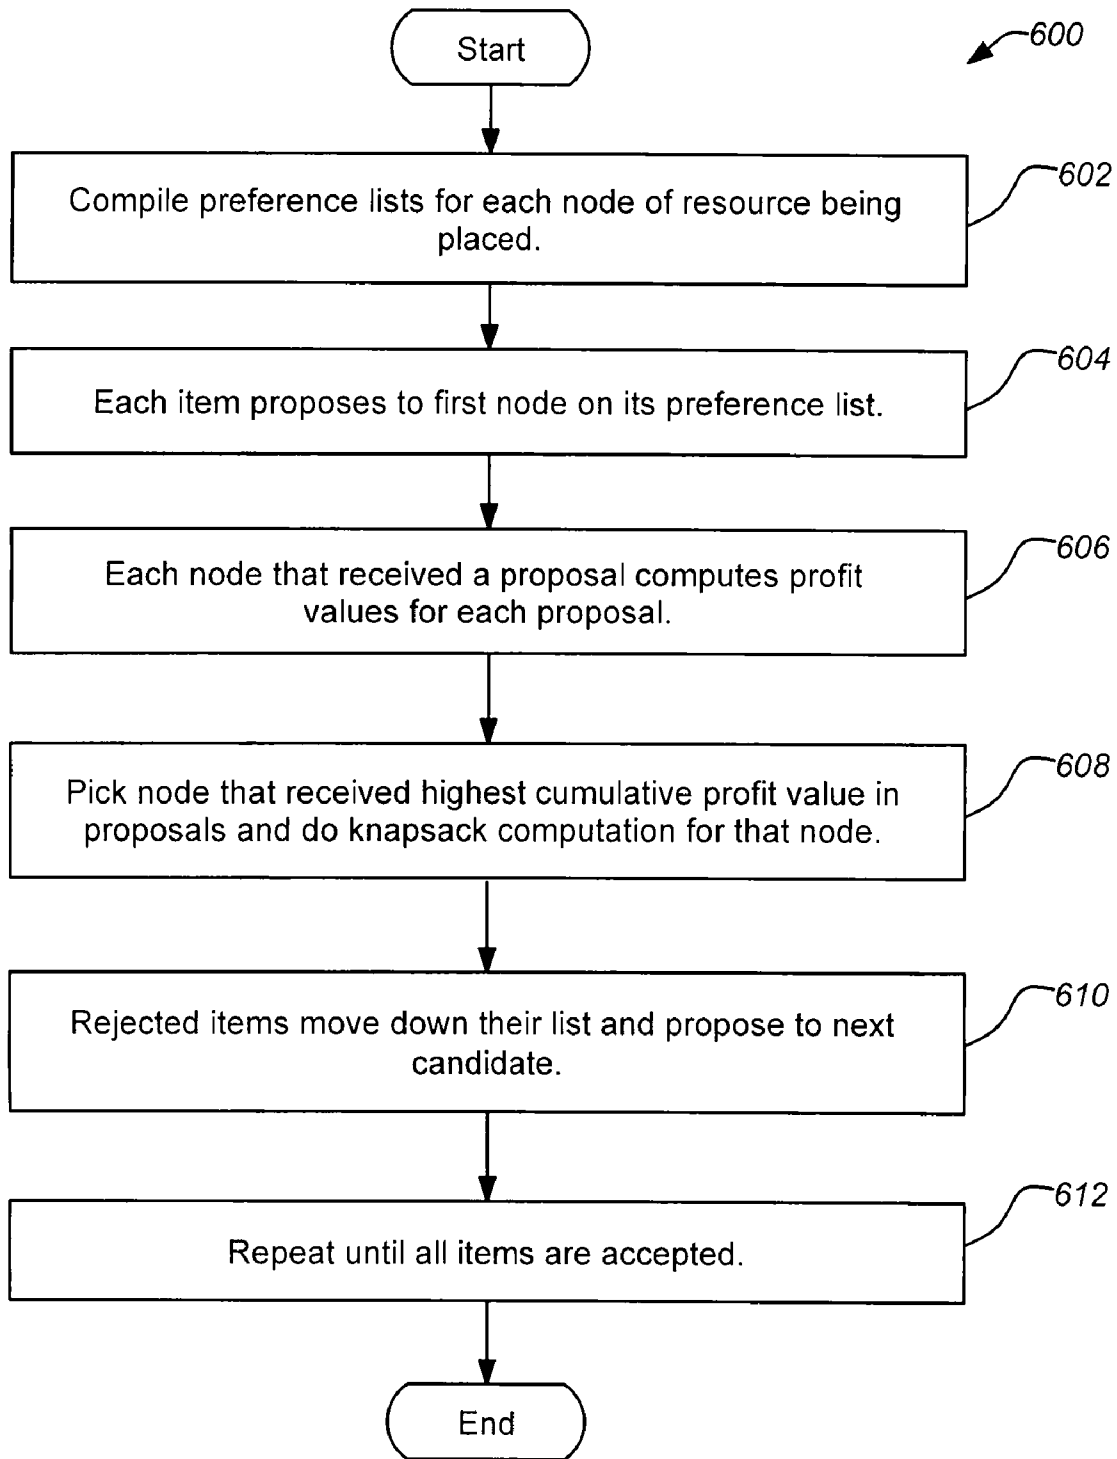 Start
600
Compile preference lists for each node of resource being
placed.
602
Each item proposes to first node on its preference list.
604
Each node that received a proposal computes profit
values for each proposal.
606
Pick node that received highest cumulative profit value in
proposals and do knapsack computation for that node.
608
Rejected items move down their list and propose to next
candidate.
610
Repeat until all items are accepted.
612
End